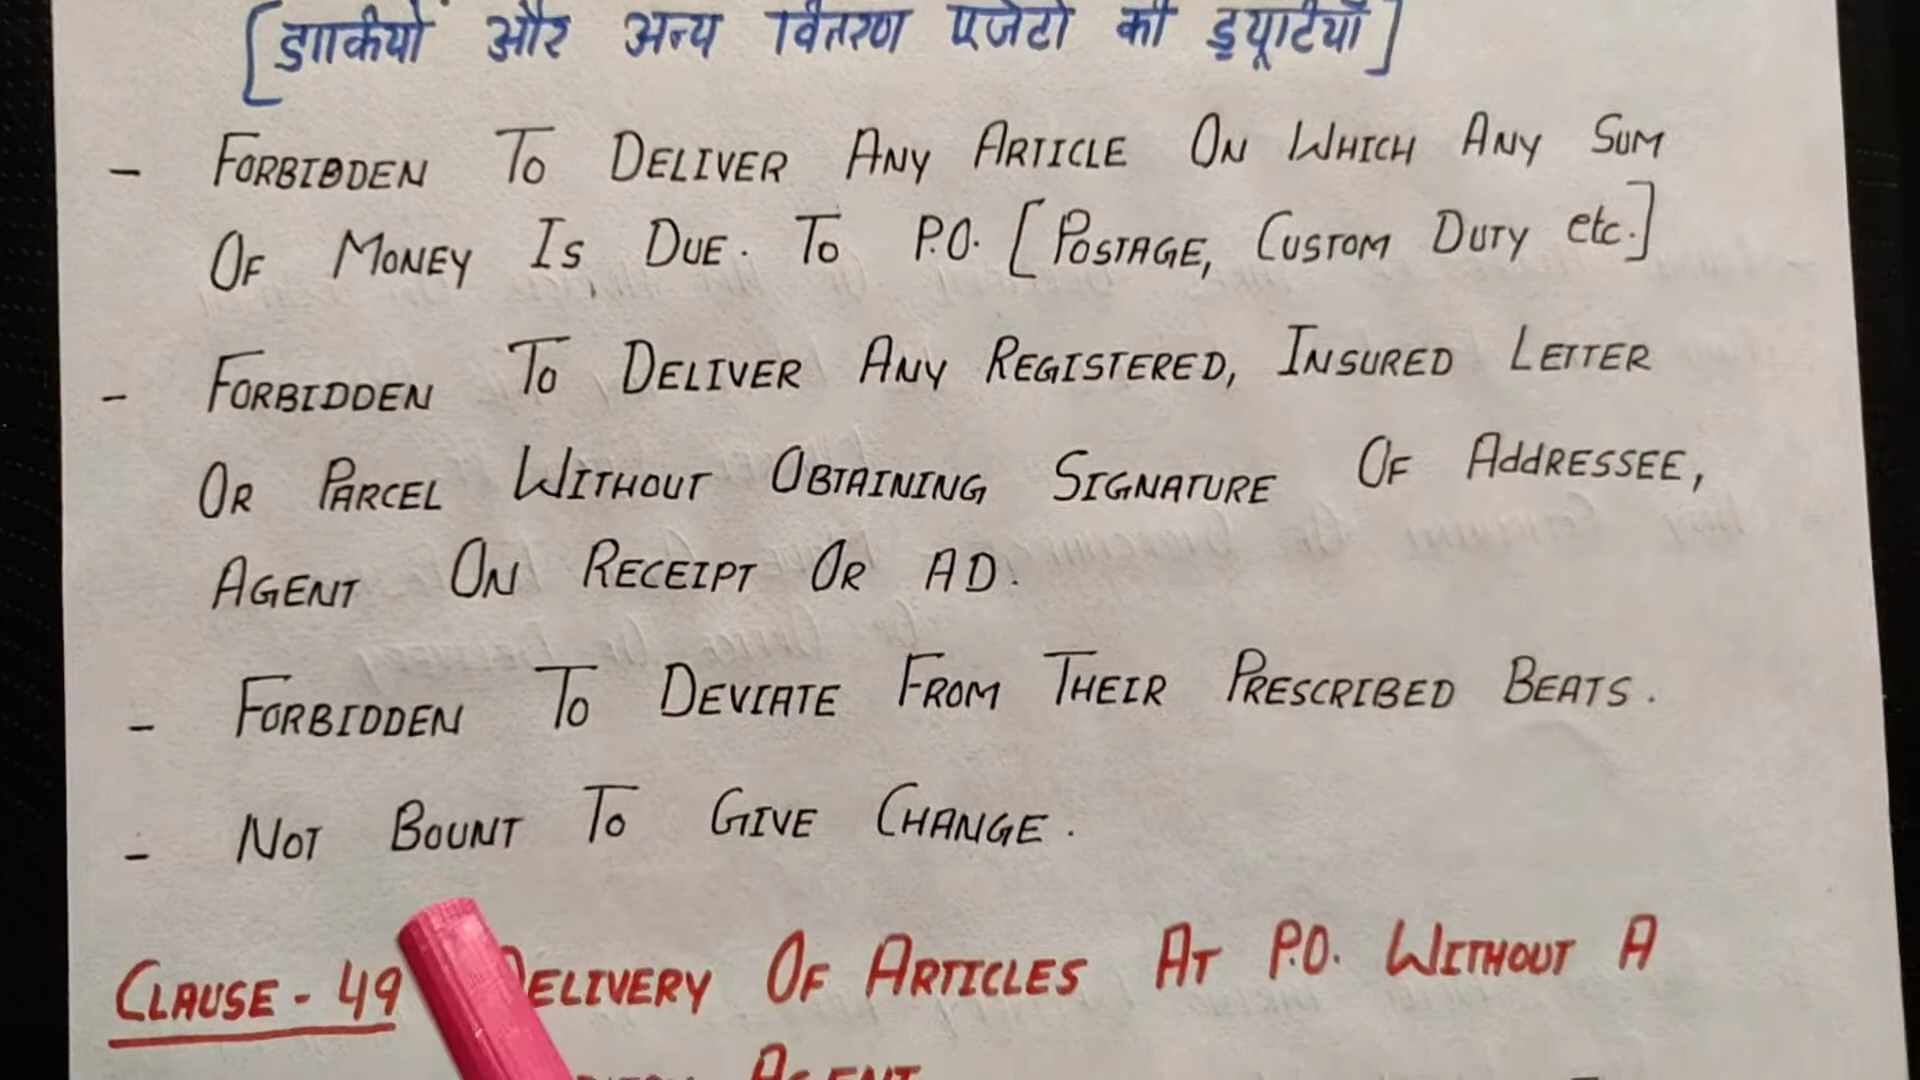 [डाकीयों और अन्य वितरण एजेंटों की ड्यूटियाँ]
- FORBIDDEN TO DELIVER ANY ARTICLE ON WHICH ANY SUM
OF MONEY IS DUE. TO P.O. [POSTAGE, CUSTOM DUTY etc.]
- FORBIDDEN TO DELIVER ANY REGISTERED, INSURED LETTER
OR PARCEL WITHOUT OBTAINING SIGNATURE OF ADDRESSEE,
AGENT ON RECEIPT OR AD.
- FORBIDDEN TO DEVIATE FROM THEIR PRESCRIBED BEATS.
- NOT BOUNT TO GIVE CHANGE.
CLAUSE - 49 DELIVERY OF ARTICLES AT P.O. WITHOUT A
AGENT